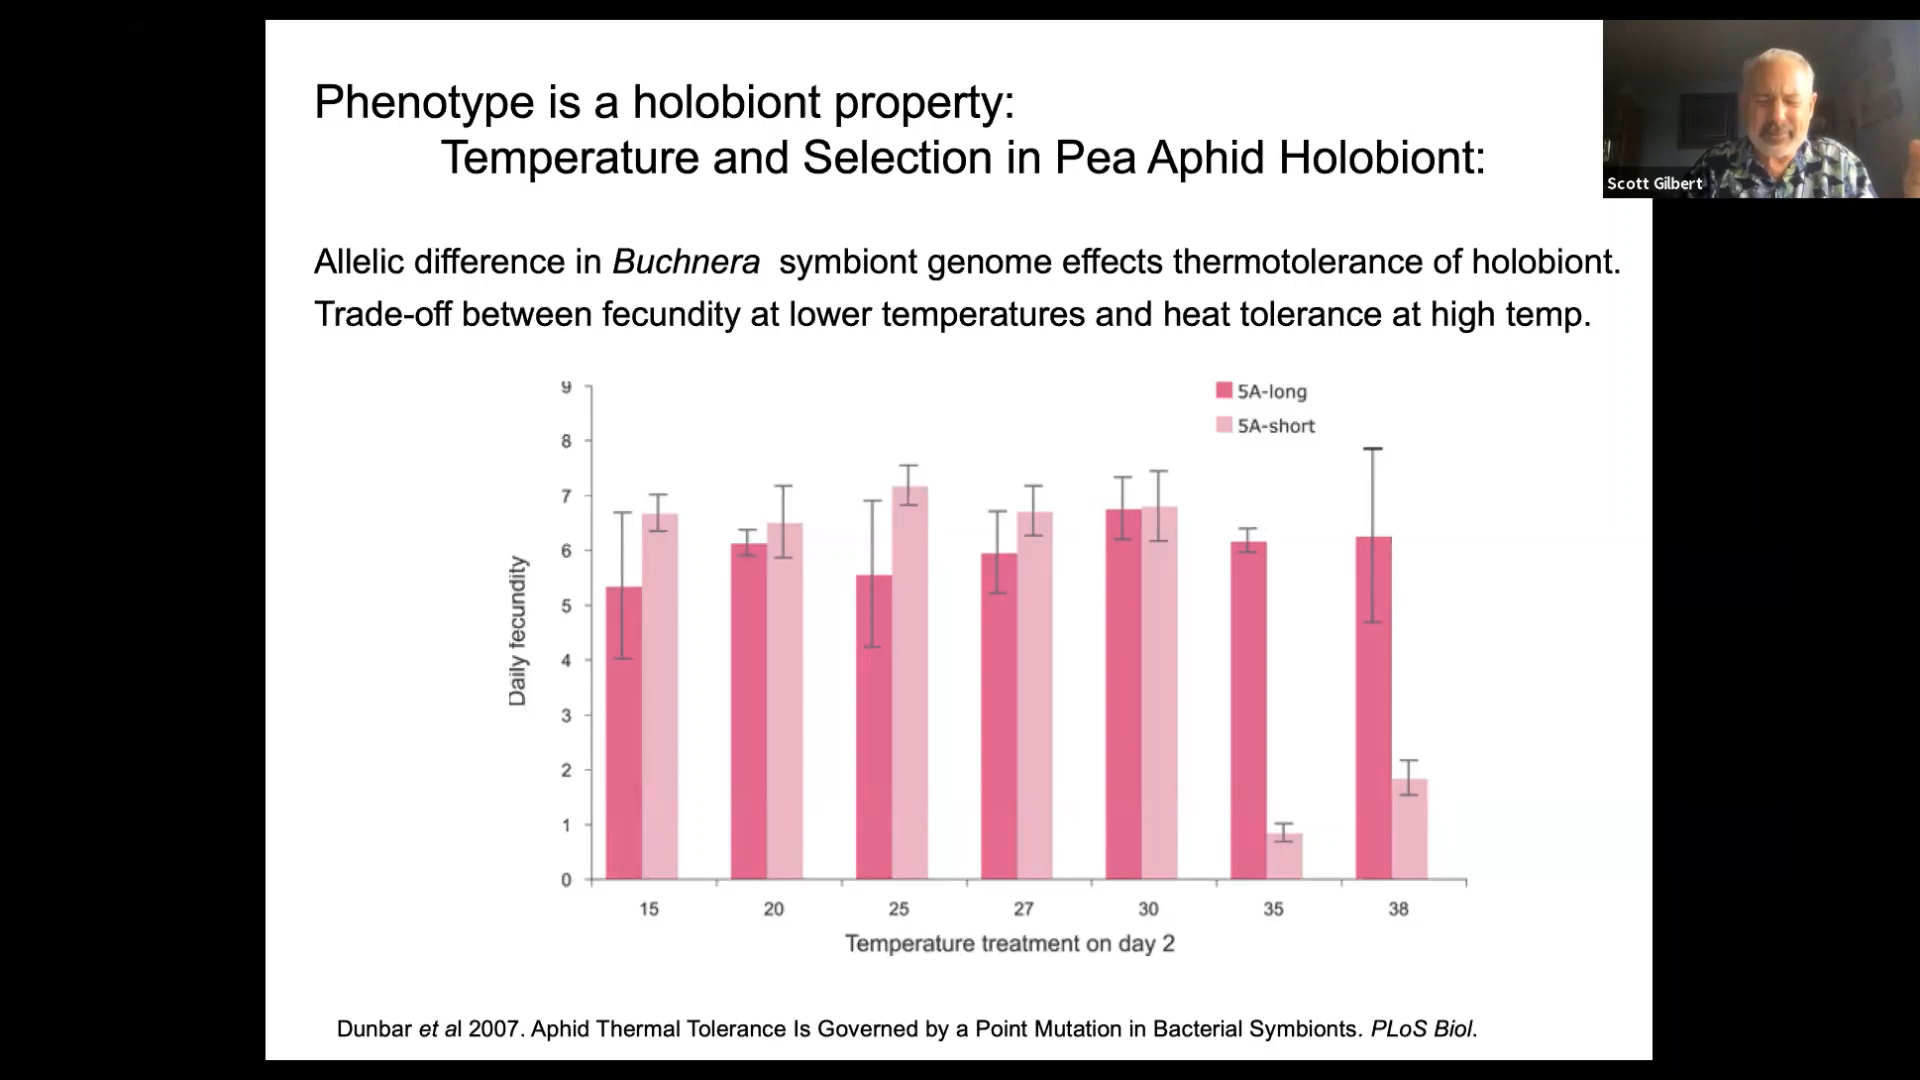 Phenotype is a holobiont property:
Temperature and Selection in Pea Aphid Holobiont:
Scott Gilbert
Allelic difference in Buchnera symbiont genome effects thermotolerance of holobiont.
Trade-off between fecundity at lower temperatures and heat tolerance at high temp.
5A-long
5A-short
9
8
7
6
5
4
3
2
1
0
Daily fecundity
15 20 25 27 30 35 38
Temperature treatment on day 2
Dunbar et al 2007. Aphid Thermal Tolerance Is Governed by a Point Mutation in Bacterial Symbionts. PLoS Biol.